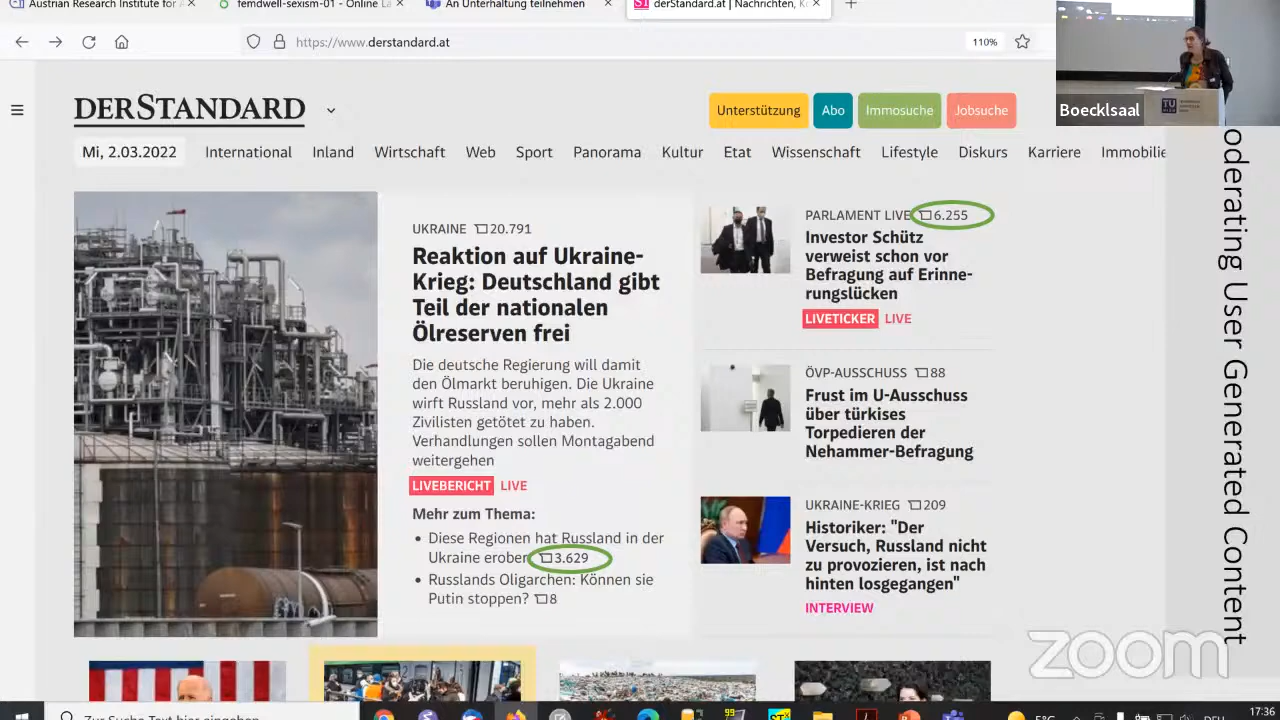 Austrian Research Institute for A
femdwell-sexism-01 - Online La
An Unterhaltung teilnehmen
derStandard.at | Nachrichten, Ko
https://www.derstandard.at
110%
Boecklsaal
DERSTANDARD
Unterstützung
Abo
Immosuche
Jobsuche
Mi, 2.03.2022
International
Inland
Wirtschaft
Web
Sport
Panorama
Kultur
Etat
Wissenschaft
Lifestyle
Diskurs
Karriere
Immobilie
UKRAINE 20.791
Reaktion auf Ukraine-
Krieg: Deutschland gibt
Teil der nationalen
Ölreserven frei
Die deutsche Regierung will damit
den Ölmarkt beruhigen. Die Ukraine
wirft Russland vor, mehr als 2.000
Zivilisten getötet zu haben.
Verhandlungen sollen Montagabend
weitergehen
LIVEBERICHT LIVE
Mehr zum Thema:
• Diese Regionen hat Russland in der
Ukraine erober 3.629
• Russlands Oligarchen: Können sie
Putin stoppen? 8
PARLAMENT LIVE 6.255
Investor Schütz
verweist schon vor
Befragung auf Erinne-
rungslücken
LIVETICKER LIVE
ÖVP-AUSSCHUSS 88
Frust im U-Ausschuss
über türkises
Torpedieren der
Nehammer-Befragung
UKRAINE-KRIEG 209
Historiker: "Der
Versuch, Russland nicht
zu provozieren, ist nach
hinten losgegangen"
INTERVIEW
oderating User Generated Content
zoom
Zur Suche Text hier eingeben
5°C
DEU
17:36